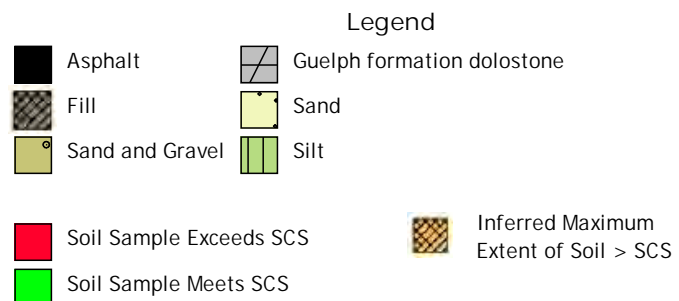 Legend
Asphalt
Guelph formation dolostone
Fill
Sand
Sand and Gravel
Silt
Soil Sample Exceeds SCS
Inferred Maximum
Extent of Soil > SCS
Soil Sample Meets SCS